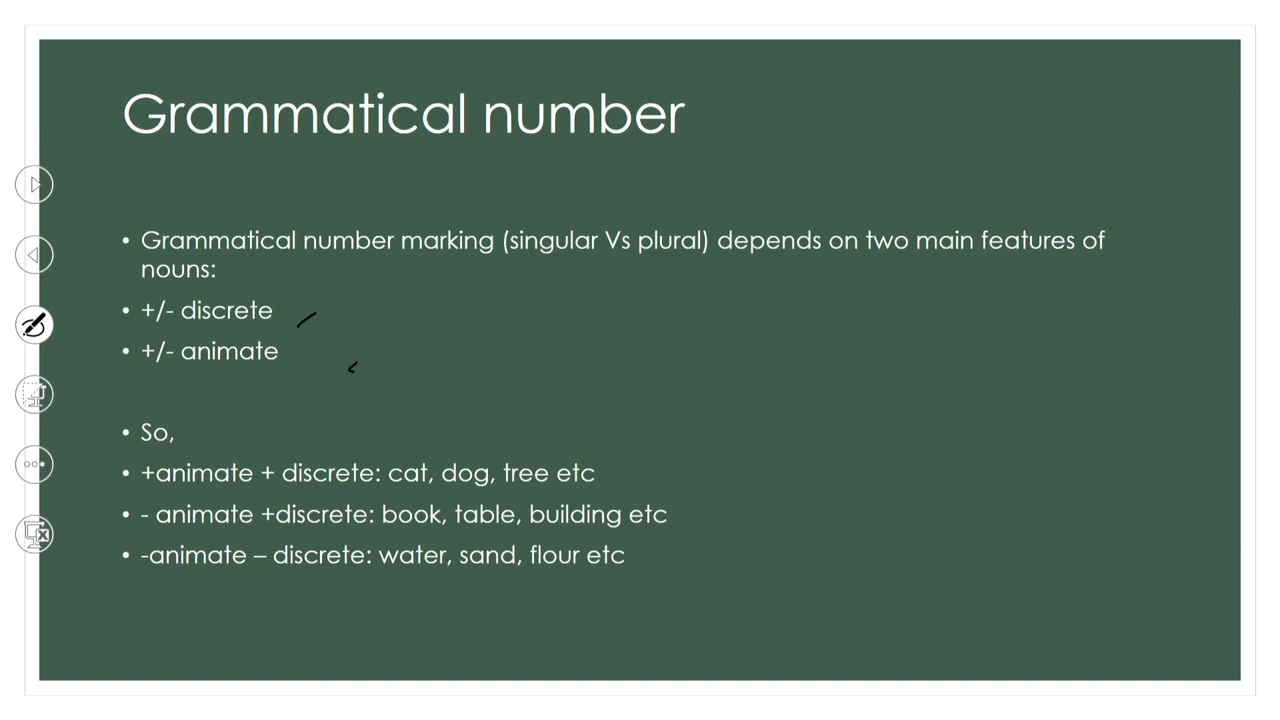 Grammatical number
• Grammatical number marking (singular Vs plural) depends on two main features of
nouns:
• +/- discrete
• +/- animate
• So,
• +animate + discrete: cat, dog, tree etc
• - animate +discrete: book, table, building etc
• -animate – discrete: water, sand, flour etc